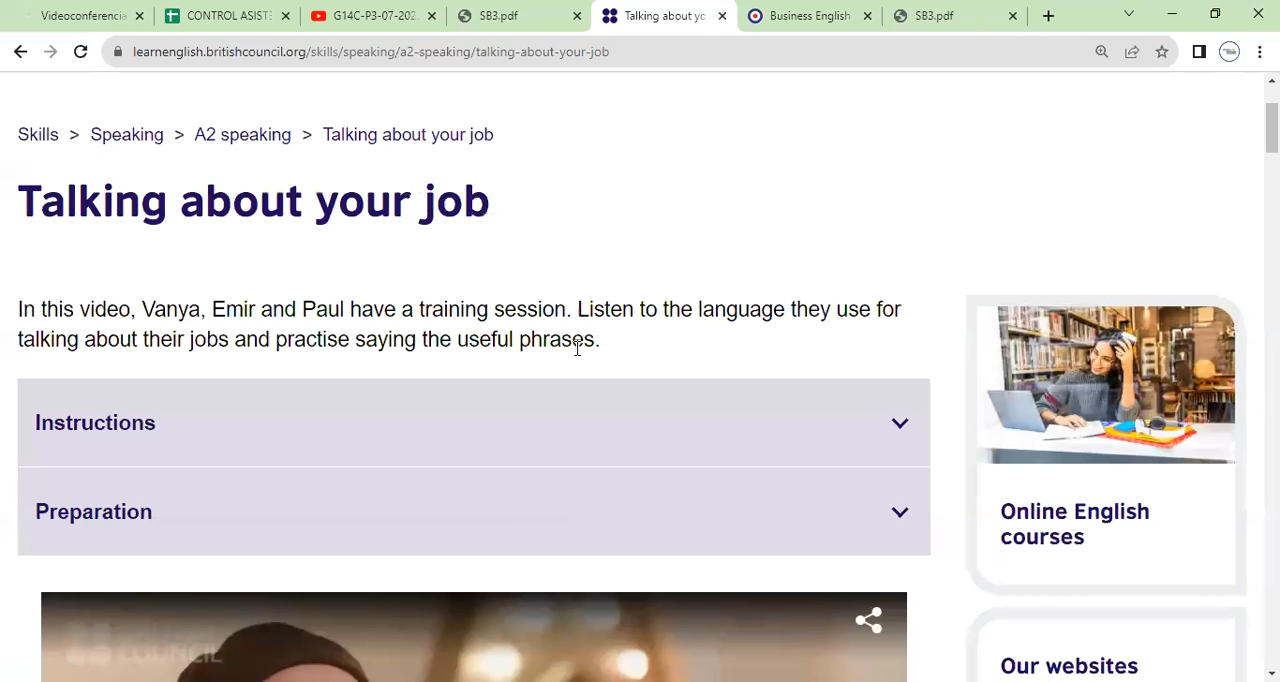 Videoconferencia
CONTROL ASIST
G14C-P3-07-202
SB3.pdf
Talking about yo
Business English
SB3.pdf
learnenglish.britishcouncil.org/skills/speaking/a2-speaking/talking-about-your-job
Skills > Speaking > A2 speaking > Talking about your job
Talking about your job
In this video, Vanya, Emir and Paul have a training session. Listen to the language they use for
talking about their jobs and practise saying the useful phrases.
Instructions
Preparation
COUNCIL
Online English
courses
Our websites